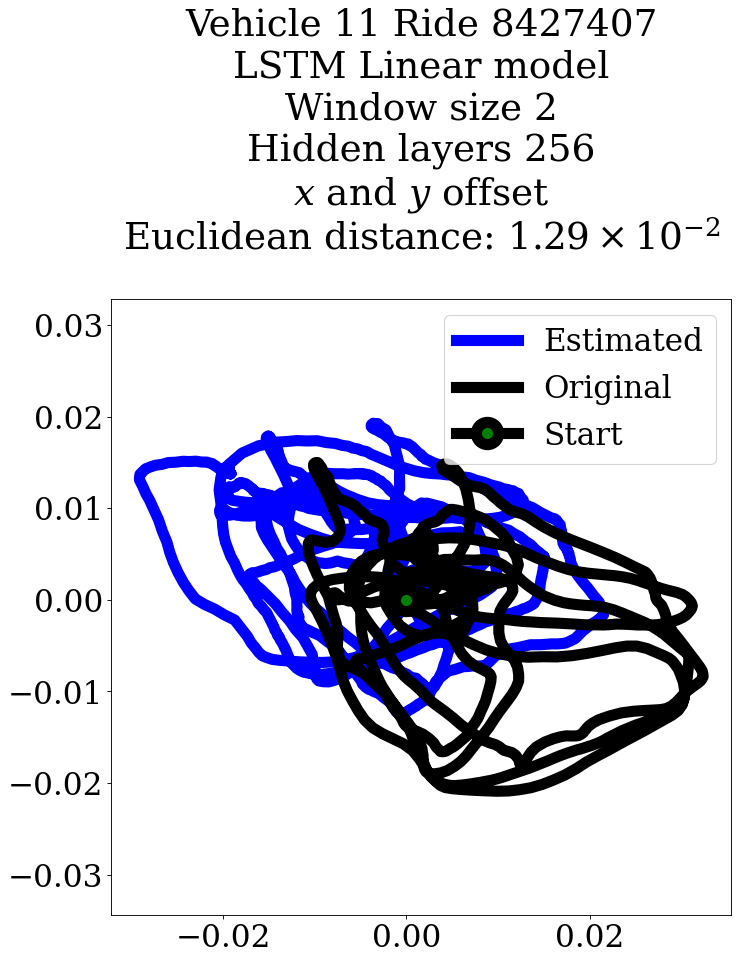 Vehicle 11 Ride 8427407
LSTM Linear model
Window size 2
Hidden layers 256
x and y offset
Euclidean distance: 1.29 × 10⁻²
0.03
0.02
0.01
0.00
−0.01
−0.02
−0.03
Estimated
Original
Start
−0.02 0.00 0.02